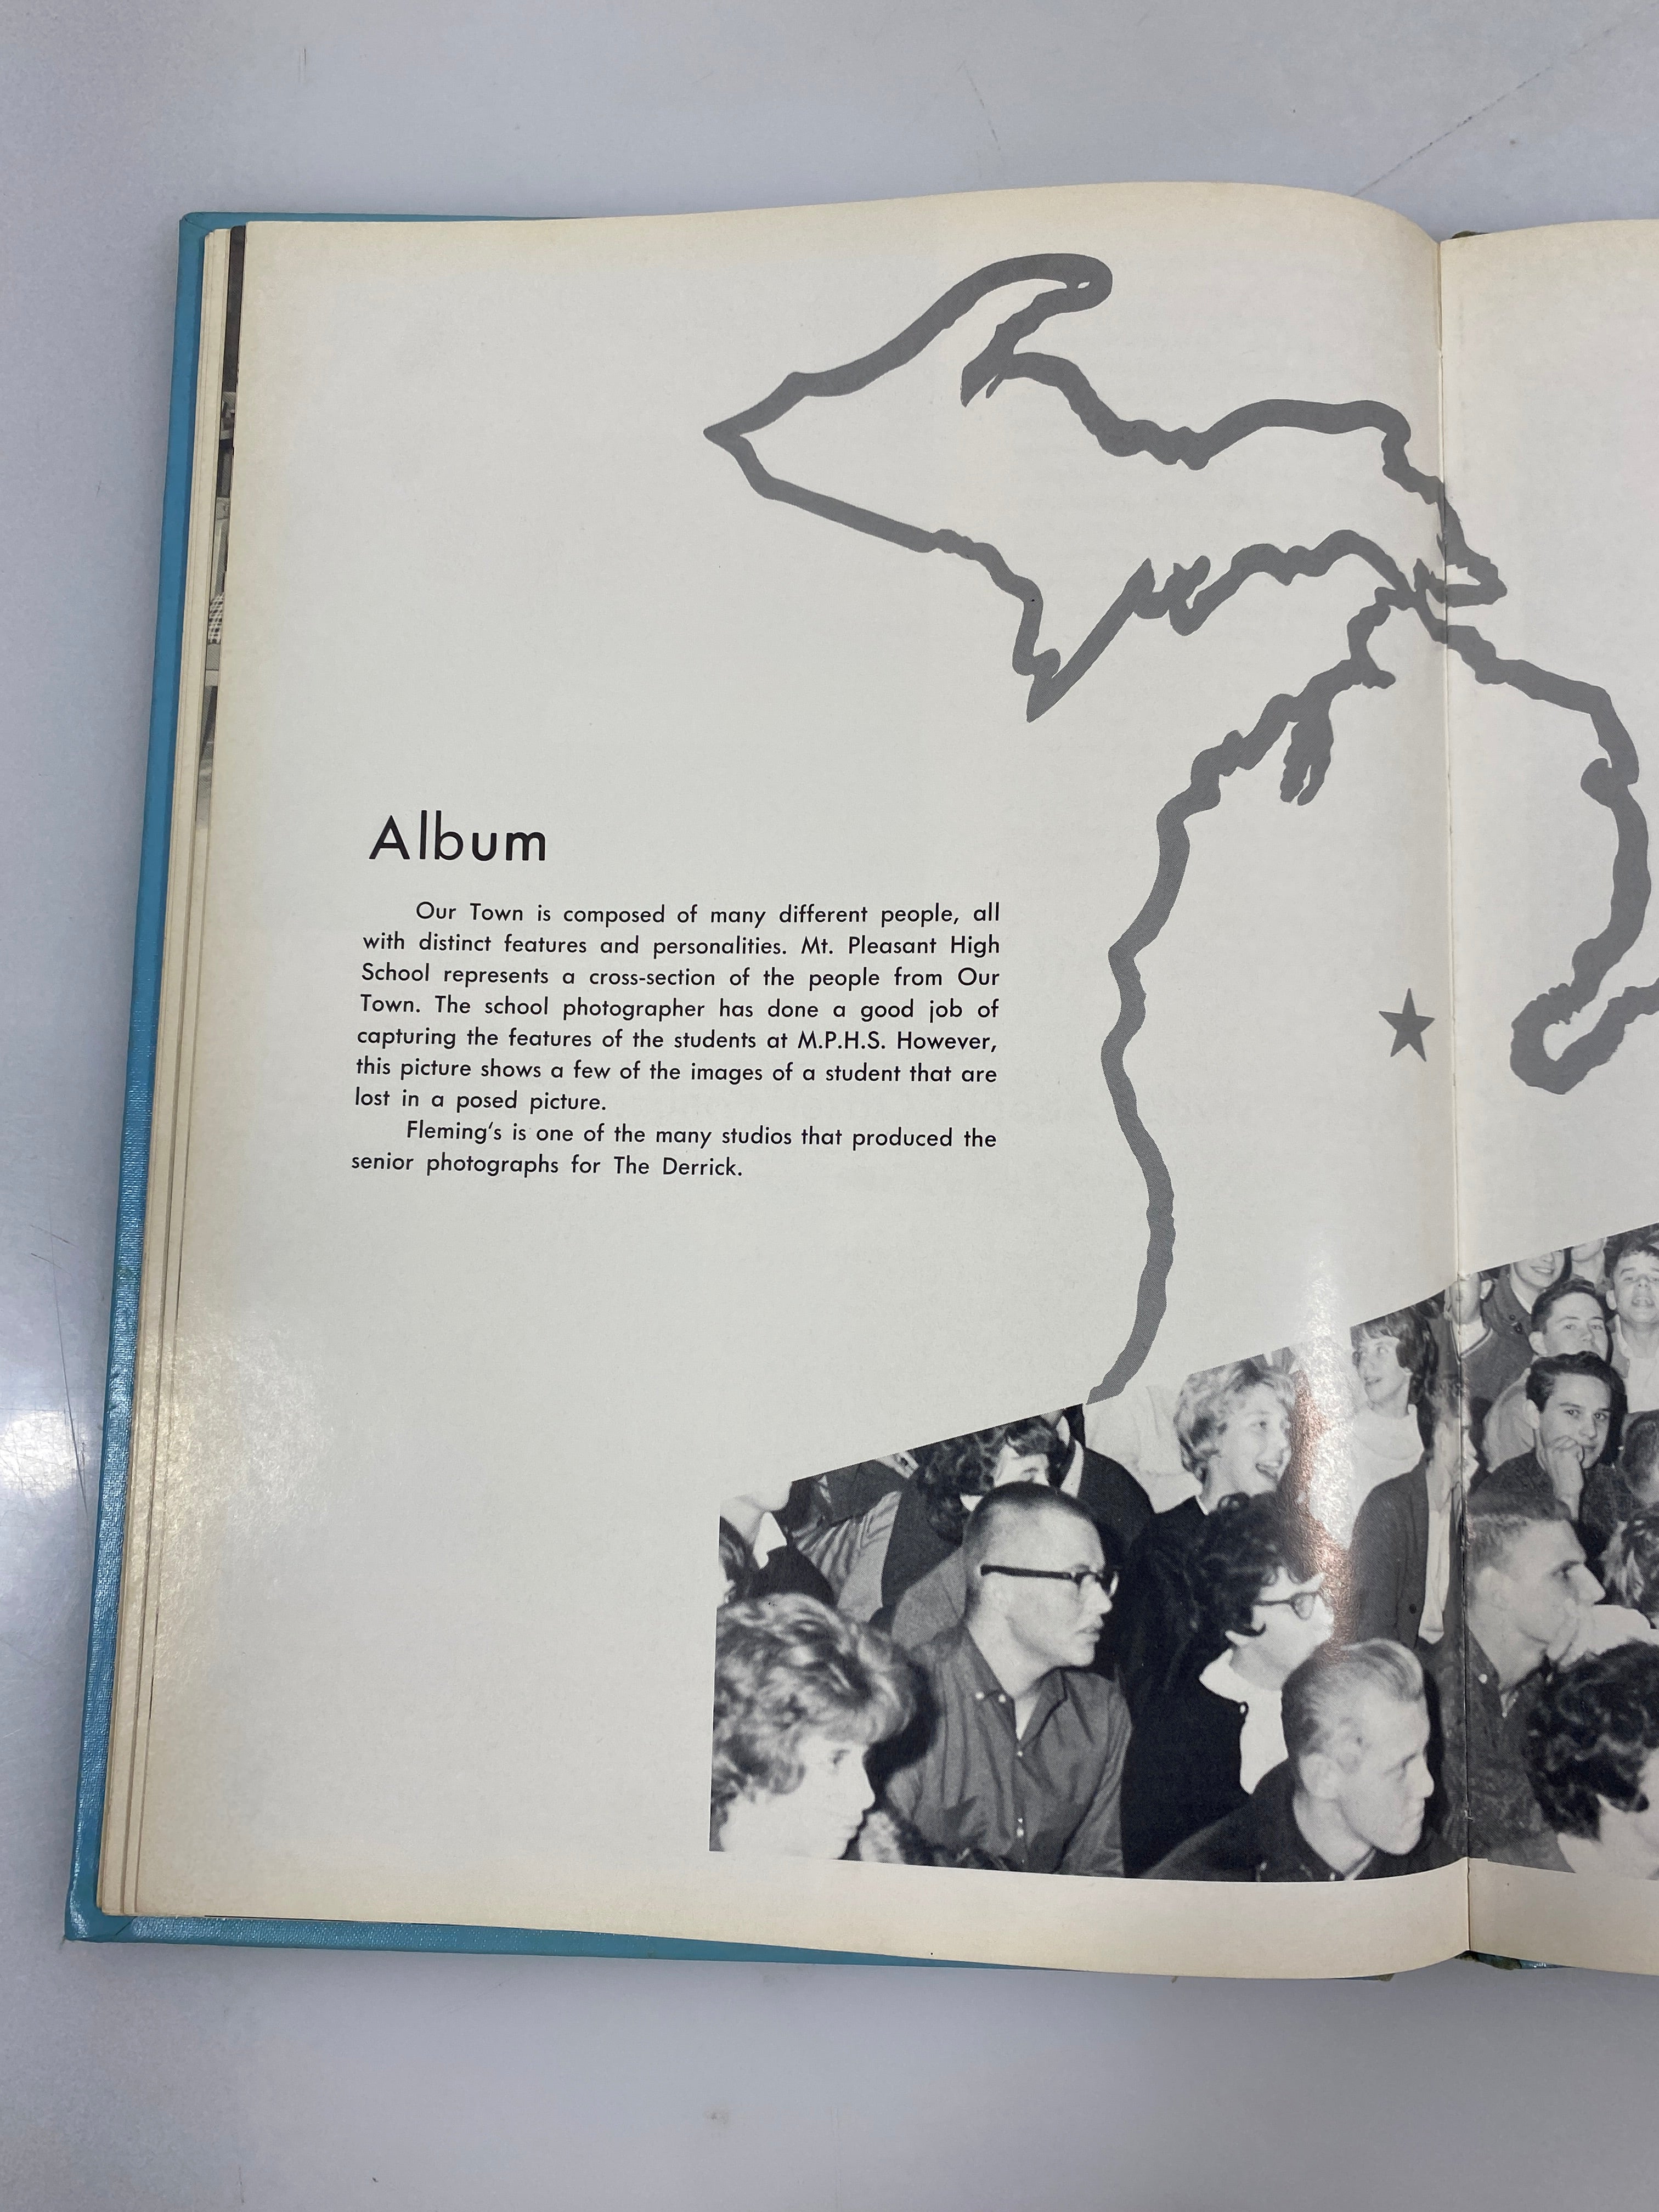 Album
Our Town is composed of many different people, all
with distinct features and personalities. Mt. Pleasant High
School represents a cross-section of the people from Our
Town. The school photographer has done a good job of
capturing the features of the students at M.P.H.S. However,
this picture shows a few of the images of a student that are
lost in a posed picture.
Fleming's is one of the many studios that produced the
senior photographs for The Derrick.